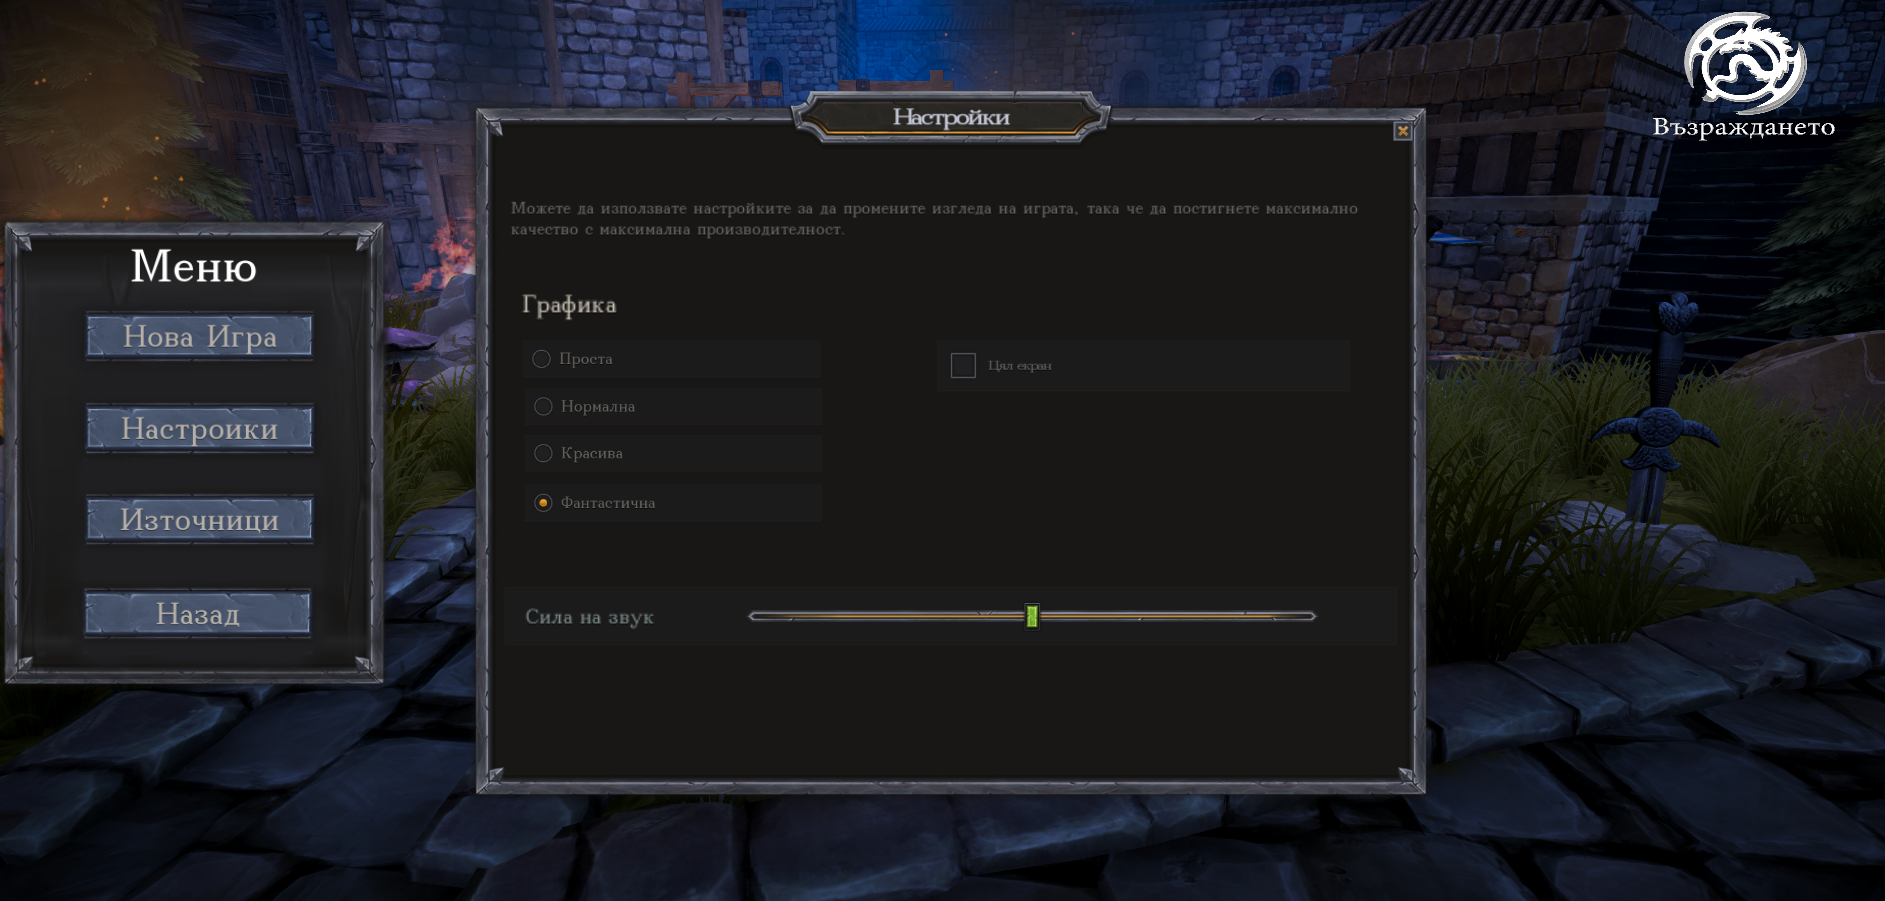 Възраждането
Настройки
Можете да използвате настройките за да промените изгледа на играта, така че да постигнете максимално
качество с максимална производителност.
Меню
Нова Игра
Настроики
Източници
Назад
Графика
Проста
Нормална
Красива
Фантастична
Цял екран
Сила на звук